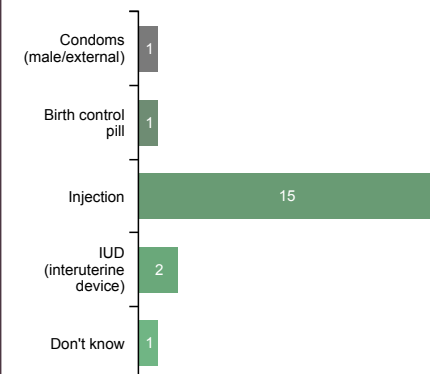 Condoms
(male/external)
1
Birth control
pill
1
Injection
15
IUD
(interuterine
device)
2
Don't know
1